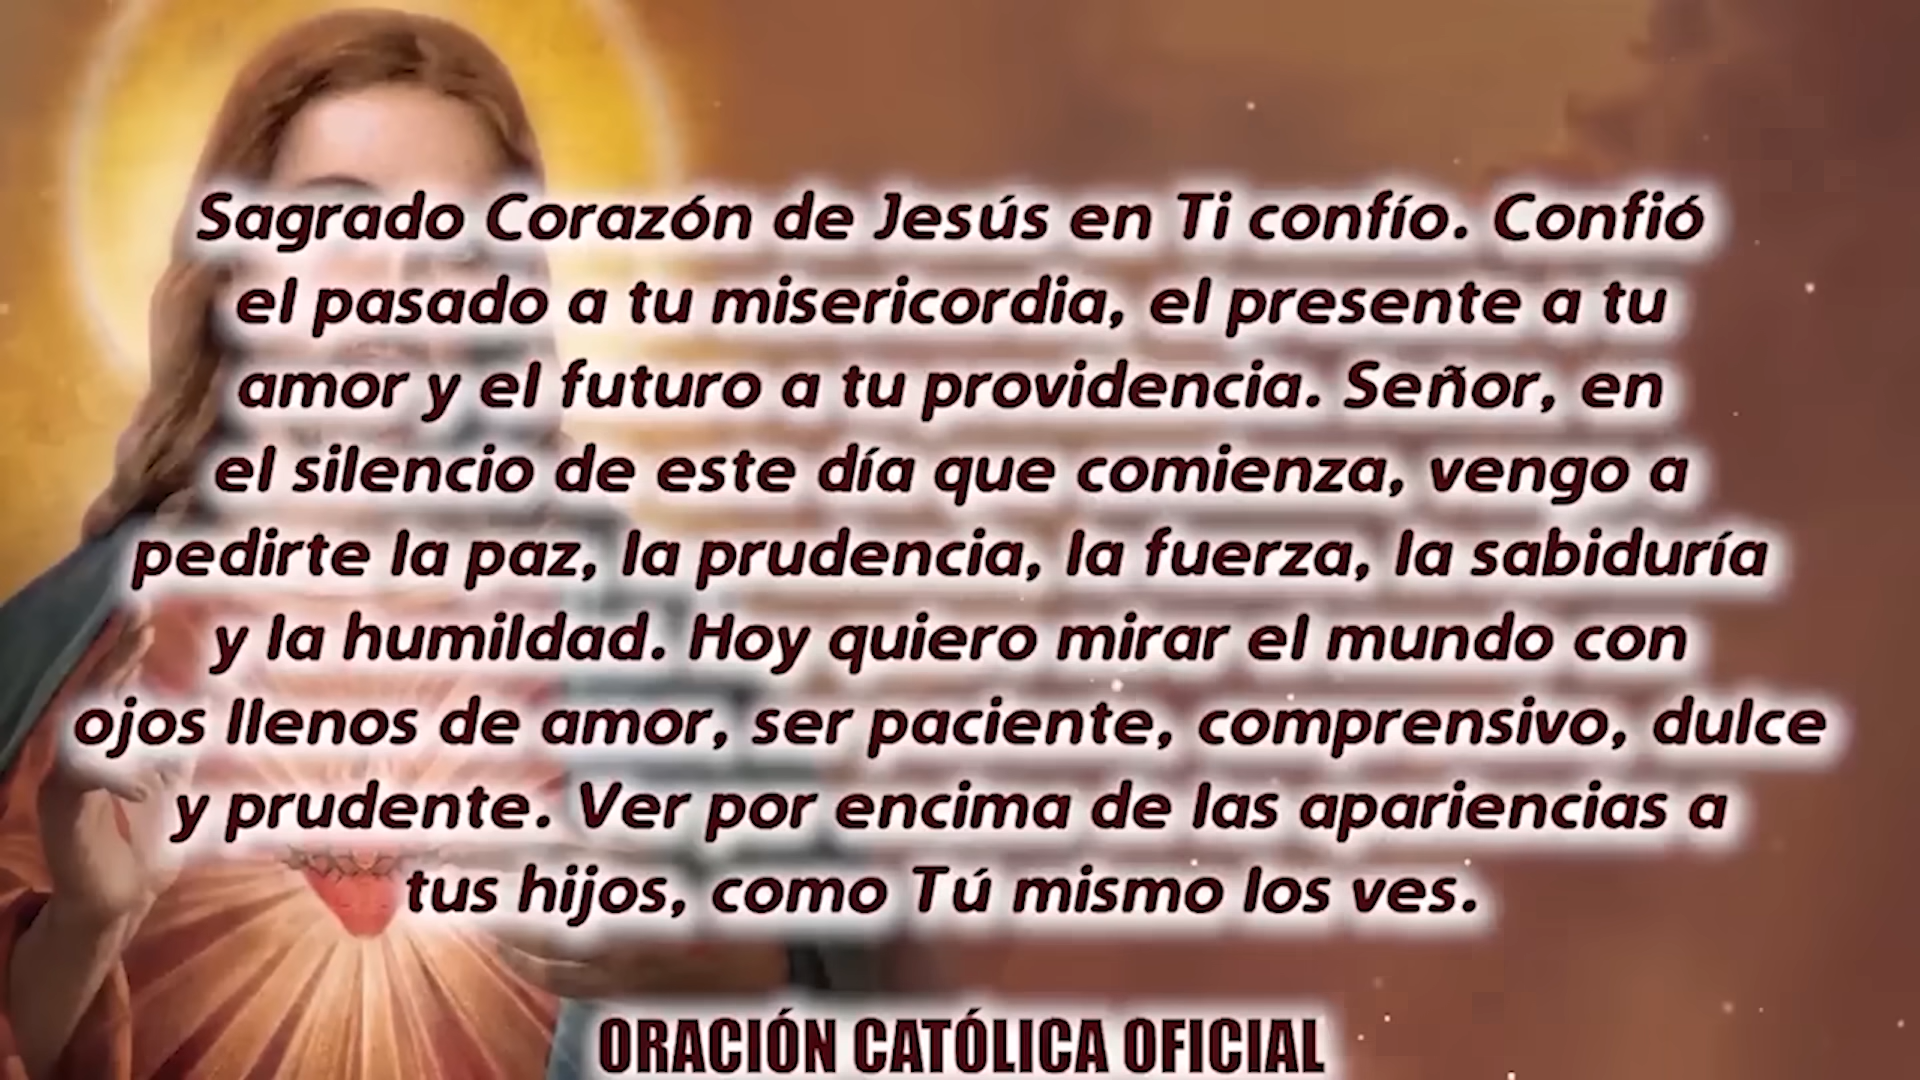 Sagrado Corazón de Jesús en Ti confío. Confió
el pasado a tu misericordia, el presente a tu
amor y el futuro a tu providencia. Señor, en
el silencio de este día que comienza, vengo a
pedirte la paz, la prudencia, la fuerza, la sabiduría
y la humildad. Hoy quiero mirar el mundo con
ojos llenos de amor, ser paciente, comprensivo, dulce
y prudente. Ver por encima de las apariencias a
tus hijos, como Tú mismo los ves.
ORACIÓN CATÓLICA OFICIAL